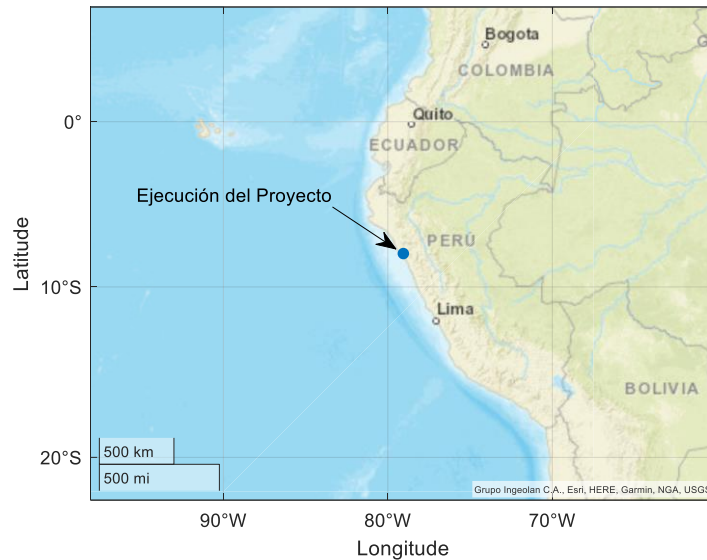 Bogota
COLOMBIA
G
0°
Quito
ECUADOR
Ejecución del Proyecto
PERÚ
Latitude
10°S
Lima
BOLIVIA
500 km
20°S
500 mi
Grupo Ingeolan C.A., Esri, HERE, Garmin, NGA, USGS
90°W
80°W
70°W
Longitude